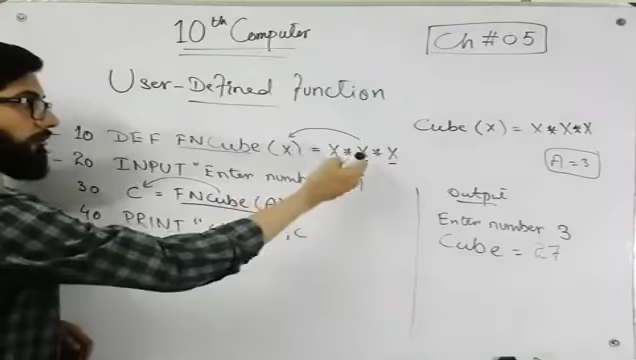 10th Computer
Ch # 05
User-Defined Function
10 DEF FNCube (X) = X * X * X
20 INPUT "Enter numb
30 C = FNCube (A)
40 PRINT " , C
Cube (X) = X * X * X
A = 3
Output
Enter number 3
Cube = 27